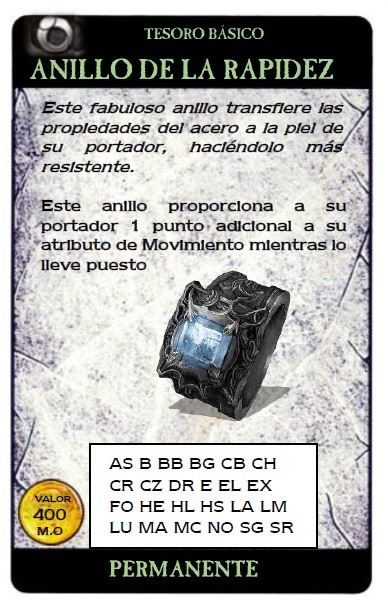 TESORO BÁSICO
ANILLO DE LA RAPIDEZ
Este fabuloso anillo transfiere las
propiedades del acero a la piel de
su portador, haciéndolo más
resistente.
Este anillo proporciona a su
portador 1 punto adicional a su
atributo de Movimiento mientras lo
lleve puesto
AS B BB BG CB CH
CR CZ DR E EL EX
FO HE HL HS LA LM
LU MA MC NO SG SR
VALOR
400
M.O
PERMANENTE